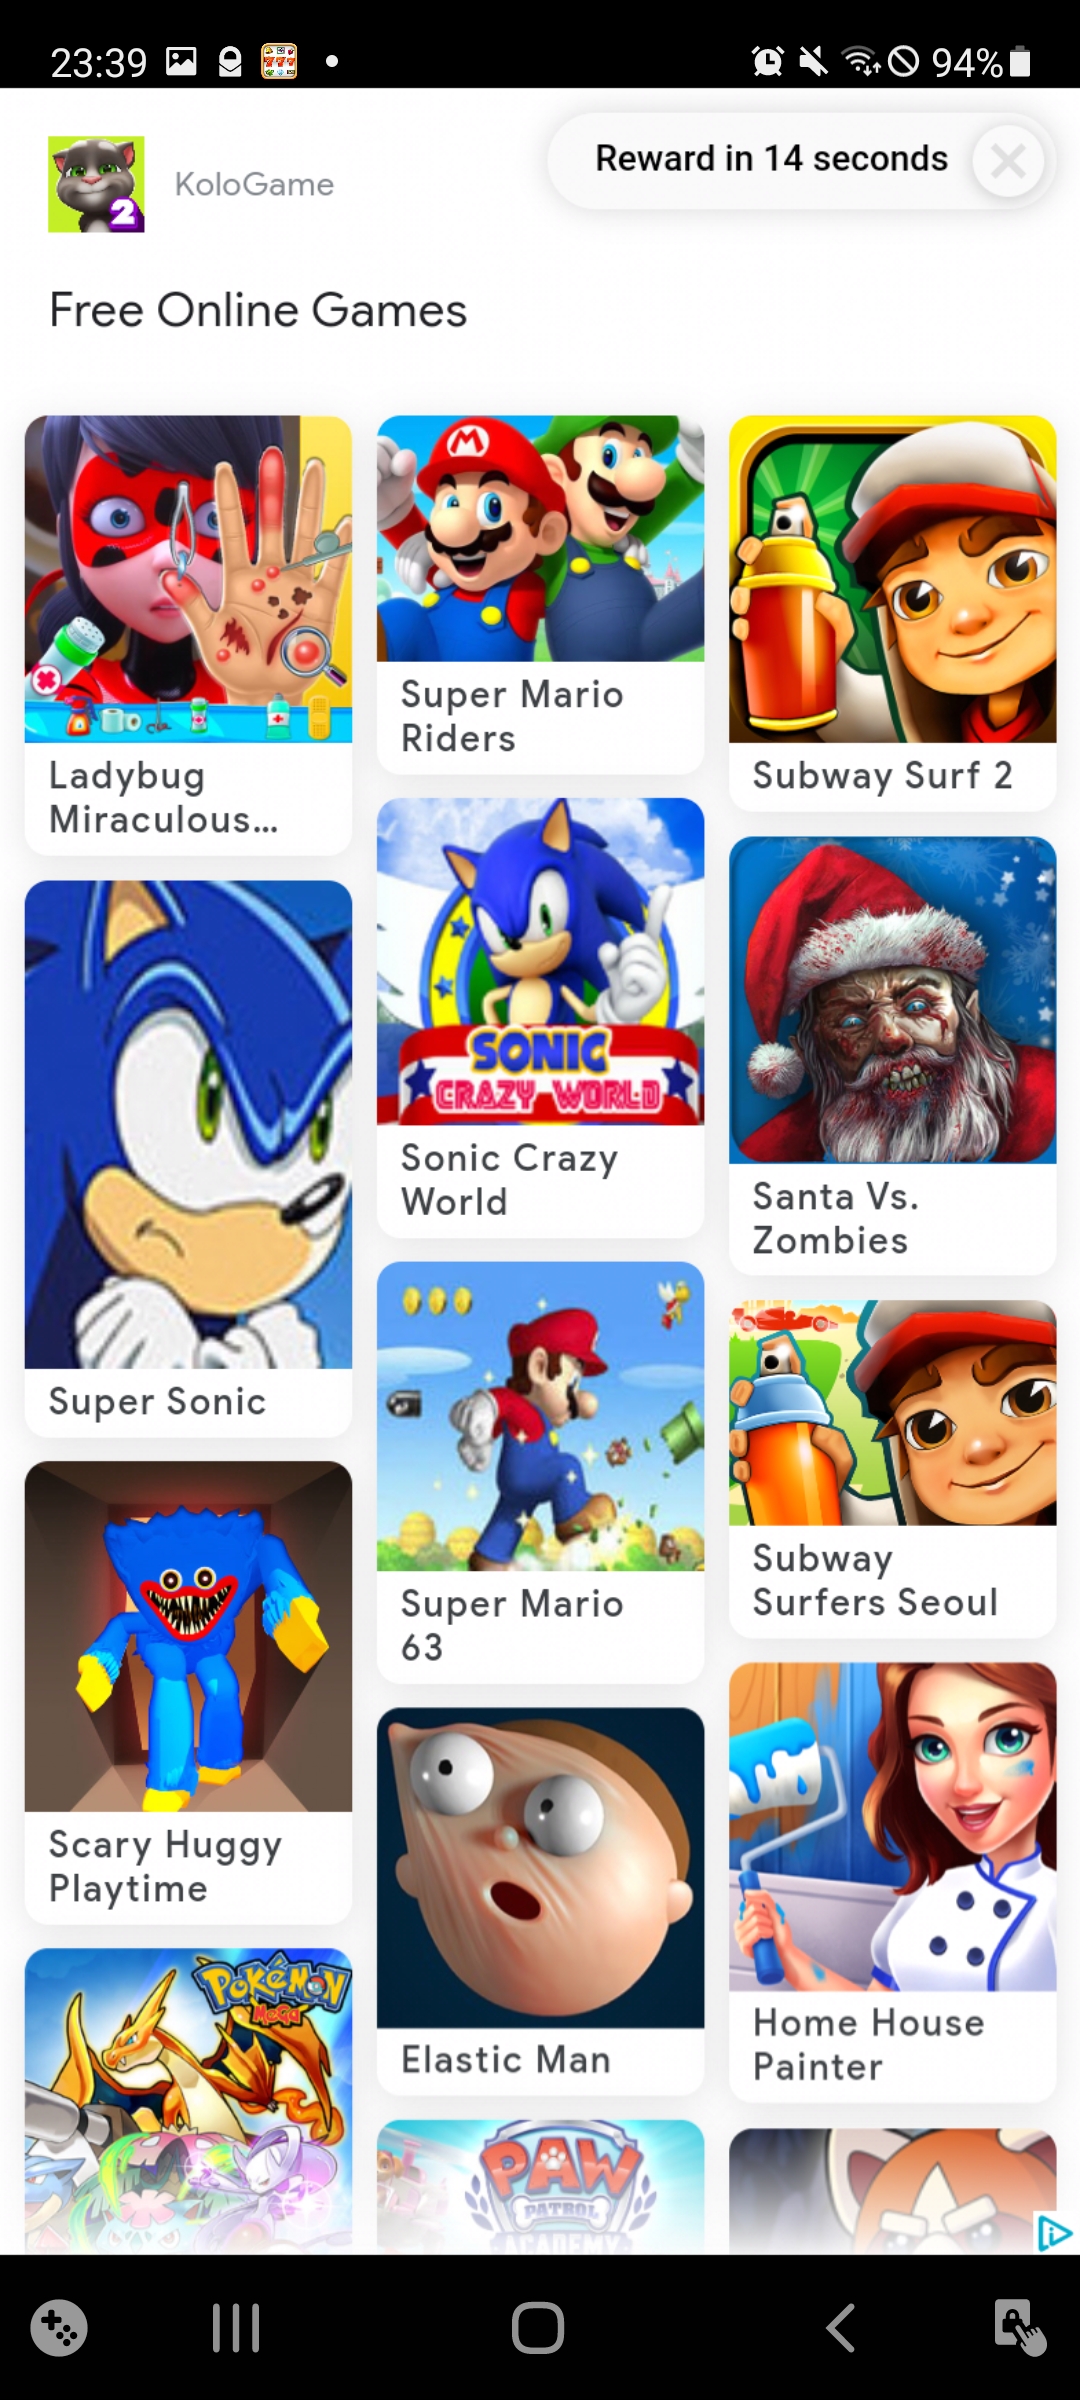 23:39
94%
KoloGame
2
Reward in 14 seconds
Free Online Games
Ladybug
Miraculous...
M
Super Mario
Riders
Subway Surf 2
Super Sonic
SONIC
CRAZY WORLD
Sonic Crazy
World
Santa Vs.
Zombies
Super Mario
63
Subway
Surfers Seoul
Scary Huggy
Playtime
Elastic Man
Home House
Painter
POKéMON
MeGa
PAW
PATROL
ACADEMY